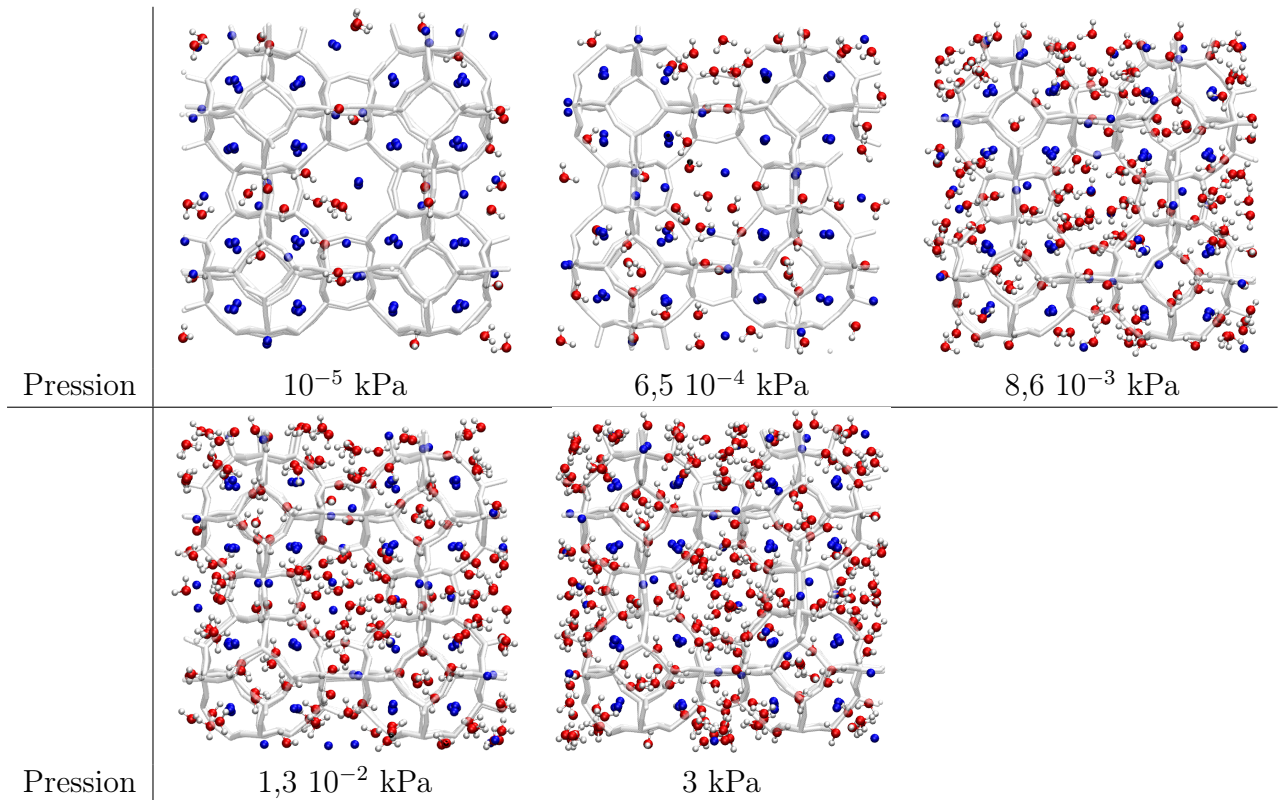 Pression 10⁻⁵ kPa 6,5 10⁻⁴ kPa 8,6 10⁻³ kPa
Pression 1,3 10⁻² kPa 3 kPa